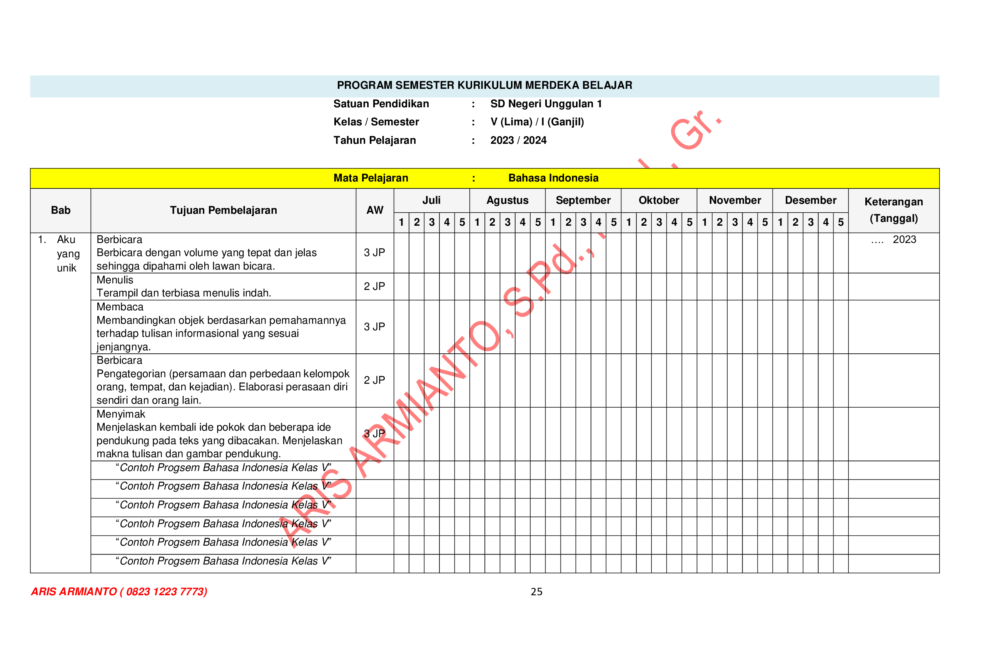 PROGRAM SEMESTER KURIKULUM MERDEKA BELAJAR
Satuan Pendidikan : SD Negeri Unggulan 1
Kelas / Semester : V (Lima) / I (Ganjil)
Tahun Pelajaran : 2023 / 2024
Mata Pelajaran : Bahasa Indonesia
Bab Tujuan Pembelajaran AW Juli Agustus September Oktober November Desember Keterangan (Tanggal)
1 2 3 4 5 1 2 3 4 5 1 2 3 4 5 1 2 3 4 5 1 2 3 4 5 1 2 3 4 5
1. Aku
yang
unik
Berbicara
Berbicara dengan volume yang tepat dan jelas
sehingga dipahami oleh lawan bicara.
3 JP
.... 2023
Menulis
Terampil dan terbiasa menulis indah.
2 JP
Membaca
Membandingkan objek berdasarkan pemahamannya
terhadap tulisan informasional yang sesuai
jenjangnya.
3 JP
Berbicara
Pengategorian (persamaan dan perbedaan kelompok
orang, tempat, dan kejadian). Elaborasi perasaan diri
sendiri dan orang lain.
2 JP
Menyimak
Menjelaskan kembali ide pokok dan beberapa ide
pendukung pada teks yang dibacakan. Menjelaskan
makna tulisan dan gambar pendukung.
3 JP
“Contoh Progsem Bahasa Indonesia Kelas V”
“Contoh Progsem Bahasa Indonesia Kelas V”
“Contoh Progsem Bahasa Indonesia Kelas V”
“Contoh Progsem Bahasa Indonesia Kelas V”
“Contoh Progsem Bahasa Indonesia Kelas V”
“Contoh Progsem Bahasa Indonesia Kelas V”
ARIS ARMIANTO, S.Pd., Gr.
ARIS ARMIANTO ( 0823 1223 7773)
25